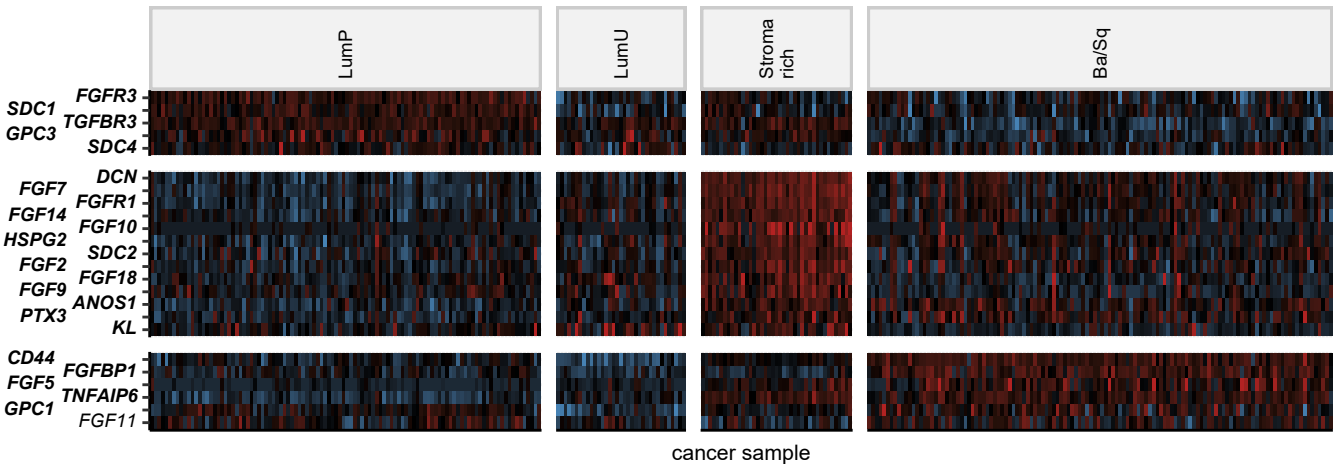 LumP
LumU
Stroma
rich
Ba/Sq
FGFR3
SDC1
TGFBR3
GPC3
SDC4
DCN
FGF7
FGFR1
FGF14
FGF10
HSPG2
SDC2
FGF2
FGF18
FGF9
ANOS1
PTX3
KL
CD44
FGFBP1
FGF5
TNFAIP6
GPC1
FGF11
cancer sample